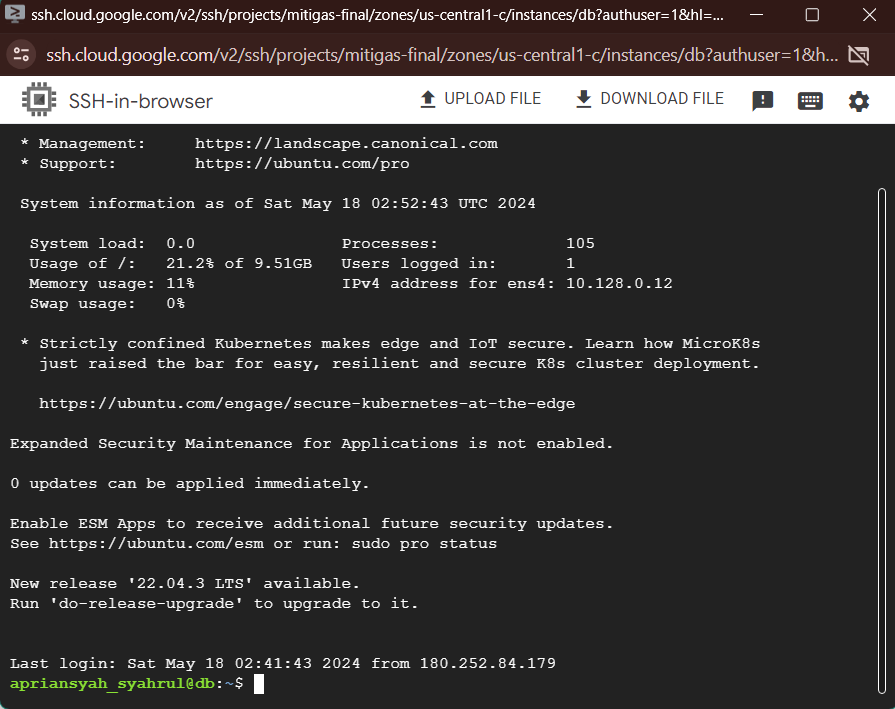 ssh.cloud.google.com/v2/ssh/projects/mitigas-final/zones/us-central1-c/instances/db?authuser=1&hl=...
ssh.cloud.google.com/v2/ssh/projects/mitigas-final/zones/us-central1-c/instances/db?authuser=1&h...
SSH-in-browser UPLOAD FILE DOWNLOAD FILE
 * Management:     https://landscape.canonical.com
 * Support:        https://ubuntu.com/pro
 System information as of Sat May 18 02:52:43 UTC 2024
  System load:  0.0               Processes:             105
  Usage of /:   21.2% of 9.51GB   Users logged in:       1
  Memory usage: 11%               IPv4 address for ens4: 10.128.0.12
  Swap usage:   0%
 * Strictly confined Kubernetes makes edge and IoT secure. Learn how MicroK8s
   just raised the bar for easy, resilient and secure K8s cluster deployment.
   https://ubuntu.com/engage/secure-kubernetes-at-the-edge
Expanded Security Maintenance for Applications is not enabled.
0 updates can be applied immediately.
Enable ESM Apps to receive additional future security updates.
See https://ubuntu.com/esm or run: sudo pro status
New release '22.04.3 LTS' available.
Run 'do-release-upgrade' to upgrade to it.
Last login: Sat May 18 02:41:43 2024 from 180.252.84.179
apriansyah_syahrul@db:~$